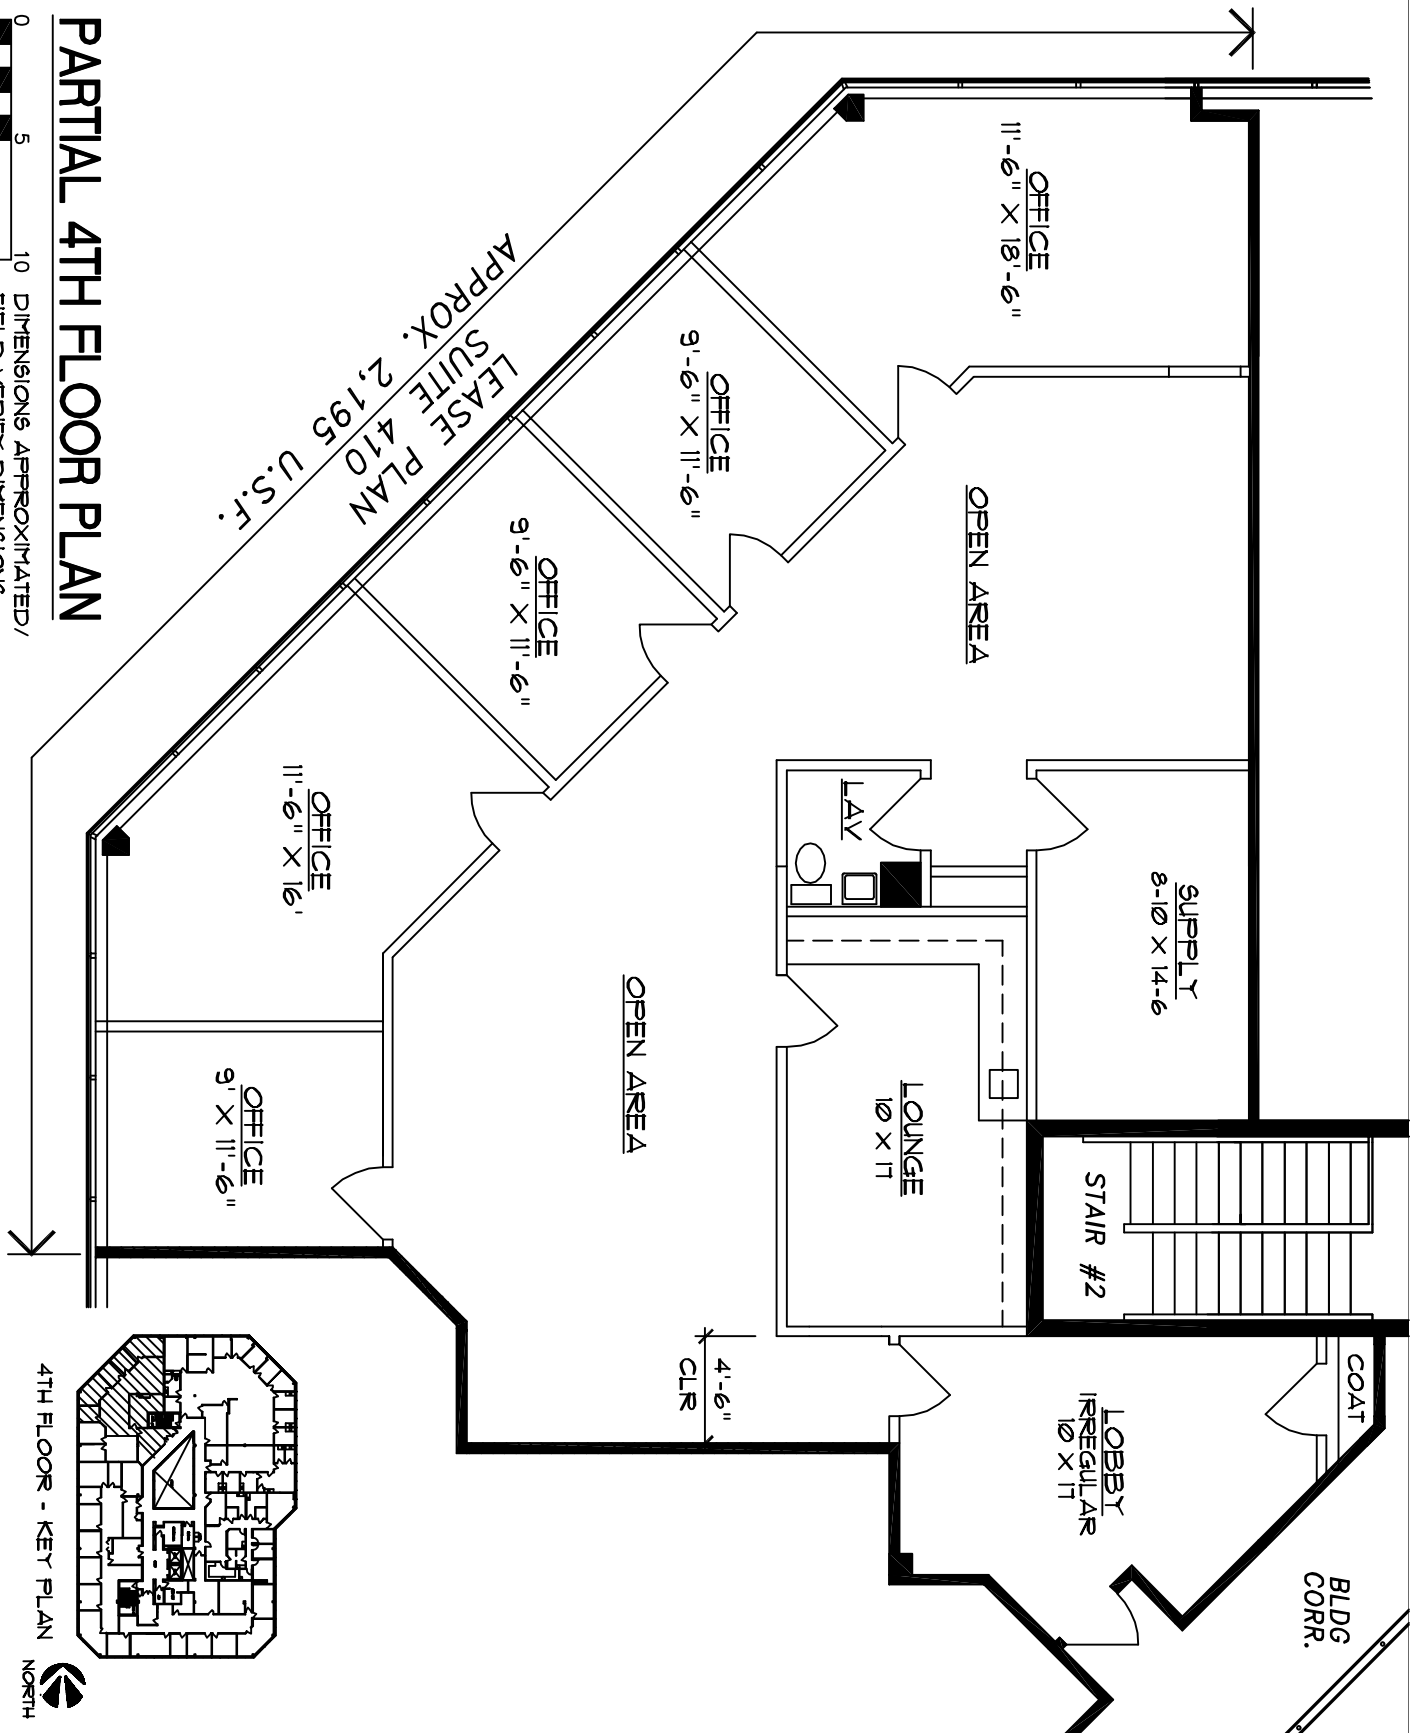 OFFICE
11'-6" X 18'-6"
OFFICE
9'-6" X 11'-6"
OFFICE
9'-6" X 11'-6"
OFFICE
11'-6" X 16'
OFFICE
9' X 11'-6"
OPEN AREA
OPEN AREA
LAV
SUPPLY
8-10 X 14-6
LOUNGE
10 X 17
STAIR #2
COAT
LOBBY
IRREGULAR
10 X 17
4'-6"
CLR
BLDG
CORR.
LEASE PLAN
SUITE 410
APPROX. 2,195 U.S.F.
PARTIAL 4TH FLOOR PLAN
0 5 10
DIMENSIONS APPROXIMATED/
FIELD VERIFY DIMENSIONS
4TH FLOOR - KEY PLAN
NORTH